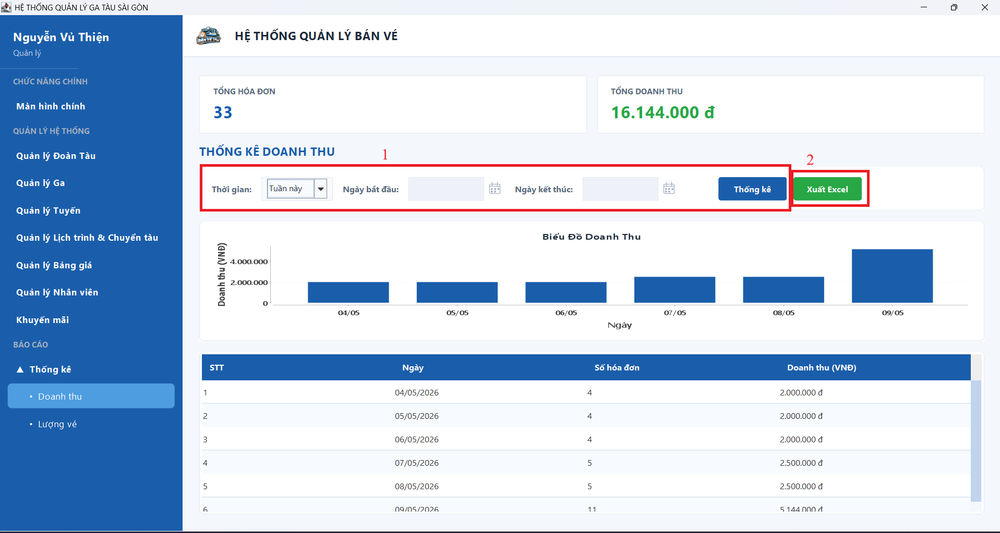 HỆ THỐNG QUẢN LÝ GA TÀU SÀI GÒN
Nguyễn Vủ Thiện
Quản lý
CHỨC NĂNG CHÍNH
Màn hình chính
QUẢN LÝ HỆ THỐNG
Quản lý Đoàn Tàu
Quản lý Ga
Quản lý Tuyến
Quản lý Lịch trình & Chuyển tàu
Quản lý Bảng giá
Quản lý Nhân viên
Khuyến mãi
BÁO CÁO
▲ Thống kê
• Doanh thu
• Lượng vé
BÁN VÉ TÀU
HỆ THỐNG QUẢN LÝ BÁN VÉ
TỔNG HÓA ĐƠN
33
TỔNG DOANH THU
16.144.000 đ
THỐNG KÊ DOANH THU
1
2
Thời gian: Tuần này Ngày bắt đầu: Ngày kết thúc: Thống kê Xuất Excel
Biểu Đồ Doanh Thu
Doanh thu (VNĐ)
4.000.000
2.000.000
0
04/05 05/05 06/05 07/05 08/05 09/05
Ngày
STT Ngày Số hóa đơn Doanh thu (VNĐ)
1 04/05/2026 4 2.000.000 đ
2 05/05/2026 4 2.000.000 đ
3 06/05/2026 4 2.000.000 đ
4 07/05/2026 5 2.500.000 đ
5 08/05/2026 5 2.500.000 đ
6 09/05/2026 11 5.144.000 đ